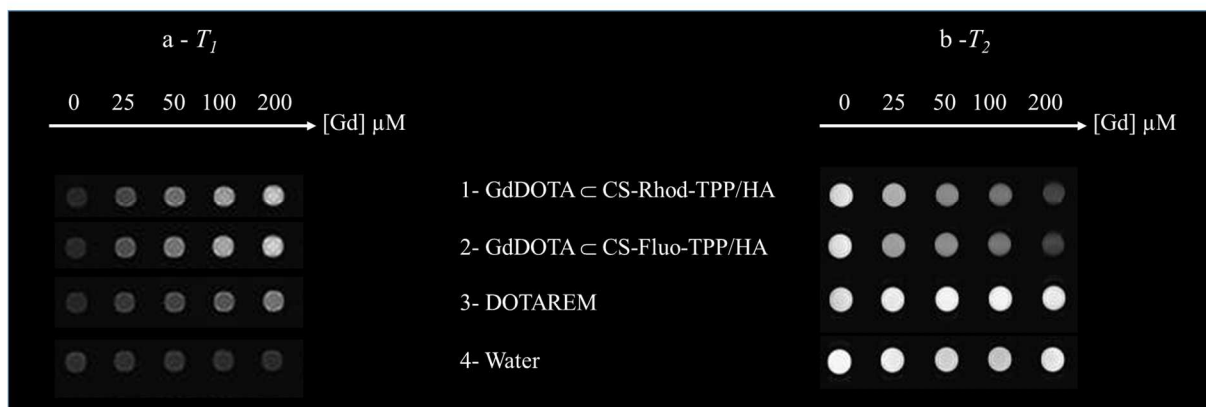 a - T₁
0 25 50 100 200
[Gd] µM
b -T₂
0 25 50 100 200
[Gd] µM
1- GdDOTA ⊂ CS-Rhod-TPP/HA
2- GdDOTA ⊂ CS-Fluo-TPP/HA
3- DOTAREM
4- Water